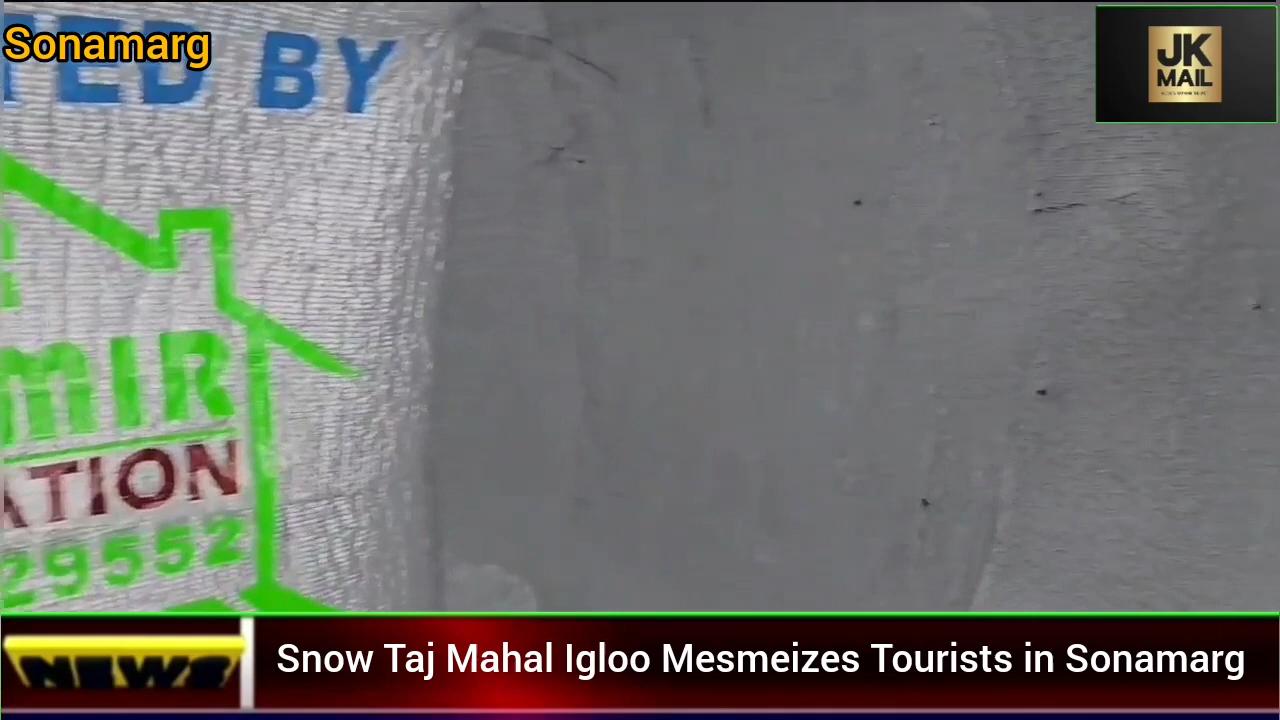 Sonamarg
TED BY
MIR
ATION
29552
JK
MAIL
NEWS
Snow Taj Mahal Igloo Mesmeizes Tourists in Sonamarg